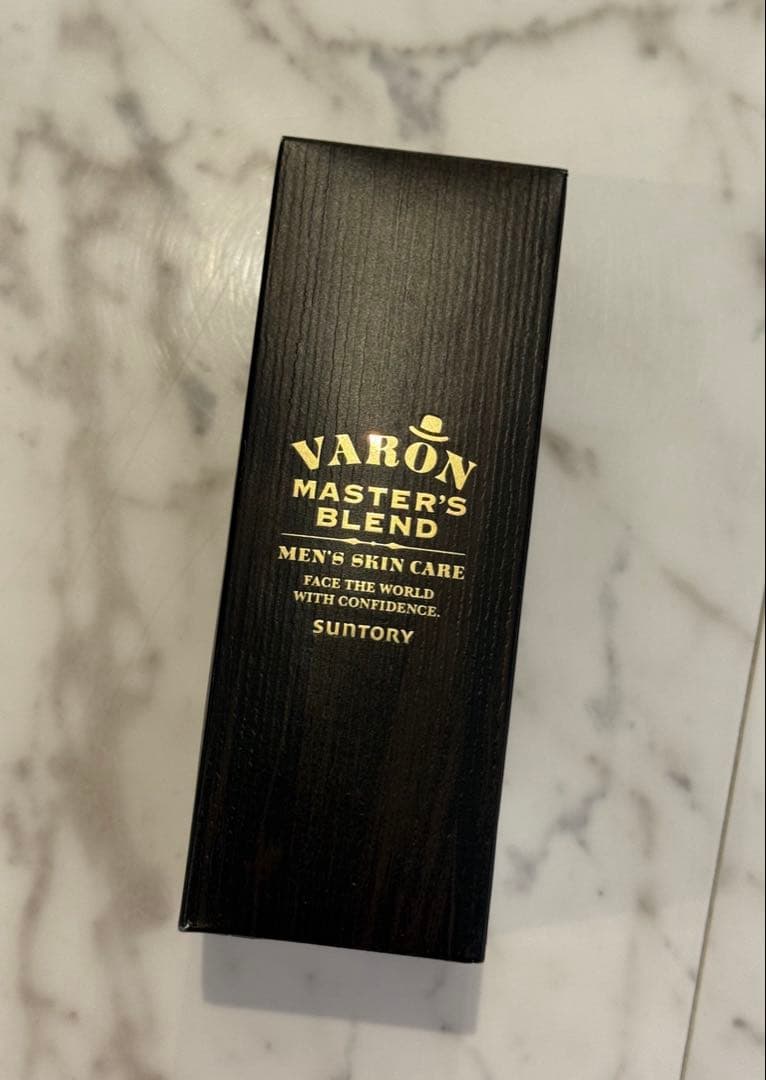 VARON
MASTER'S
BLEND
MEN'S SKIN CARE
FACE THE WORLD
WITH CONFIDENCE.
SUNTORY